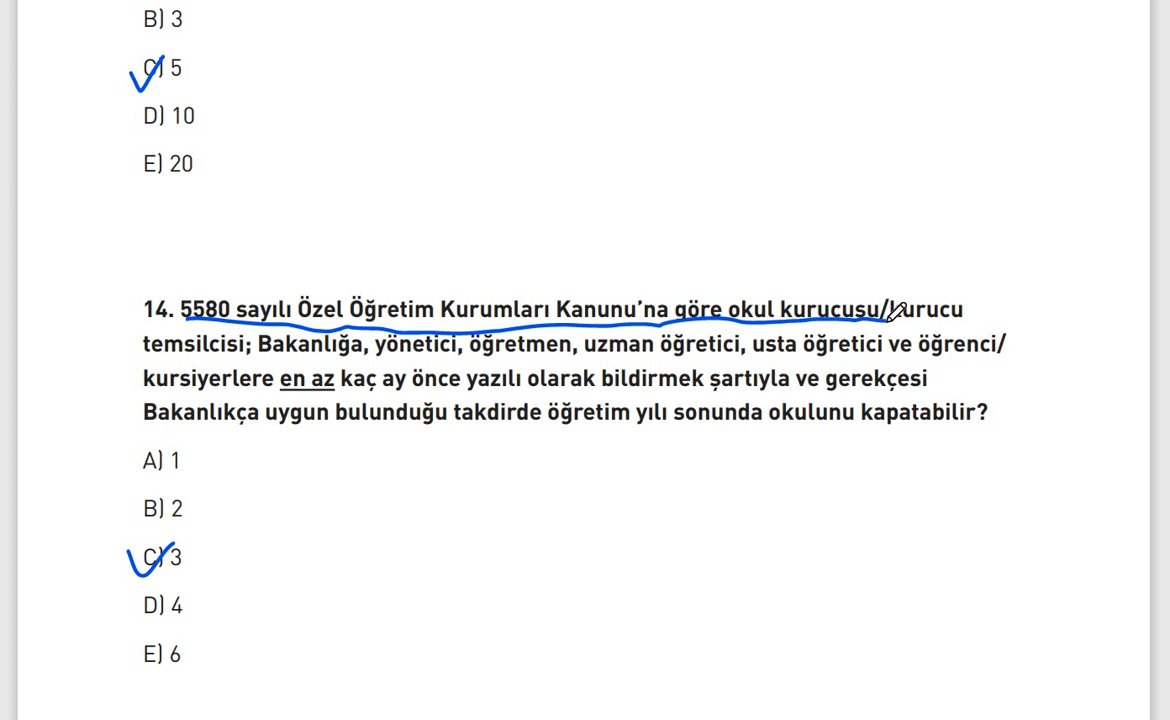 B) 3
C) 5
D) 10
E) 20
14. 5580 sayılı Özel Öğretim Kurumları Kanunu'na göre okul kurucusu/kurucu
temsilcisi; Bakanlığa, yönetici, öğretmen, uzman öğretici, usta öğretici ve öğrenci/
kursiyerlere en az kaç ay önce yazılı olarak bildirmek şartıyla ve gerekçesi
Bakanlıkça uygun bulunduğu takdirde öğretim yılı sonunda okulunu kapatabilir?
A) 1
B) 2
C) 3
D) 4
E) 6